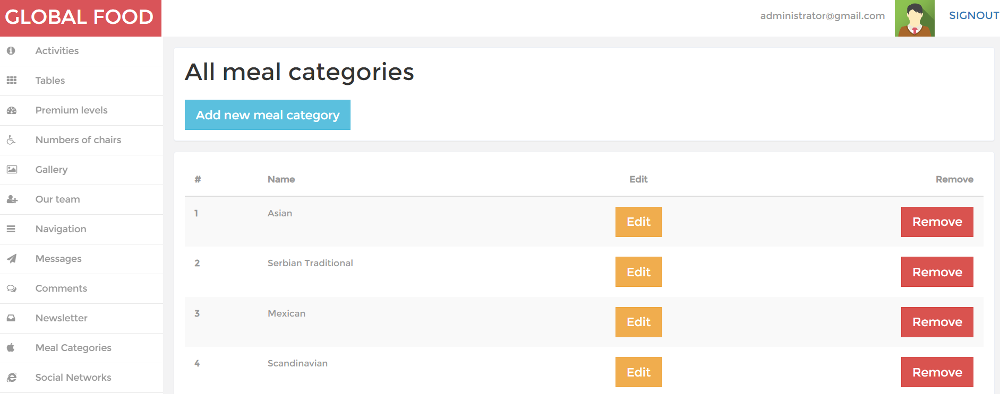 GLOBAL FOOD
administrator@gmail.com
SIGNOUT
Activities
Tables
Premium levels
Numbers of chairs
Gallery
Our team
Navigation
Messages
Comments
Newsletter
Meal Categories
Social Networks
All meal categories
Add new meal category
# Name Edit Remove
1 Asian Edit Remove
2 Serbian Traditional Edit Remove
3 Mexican Edit Remove
4 Scandinavian Edit Remove